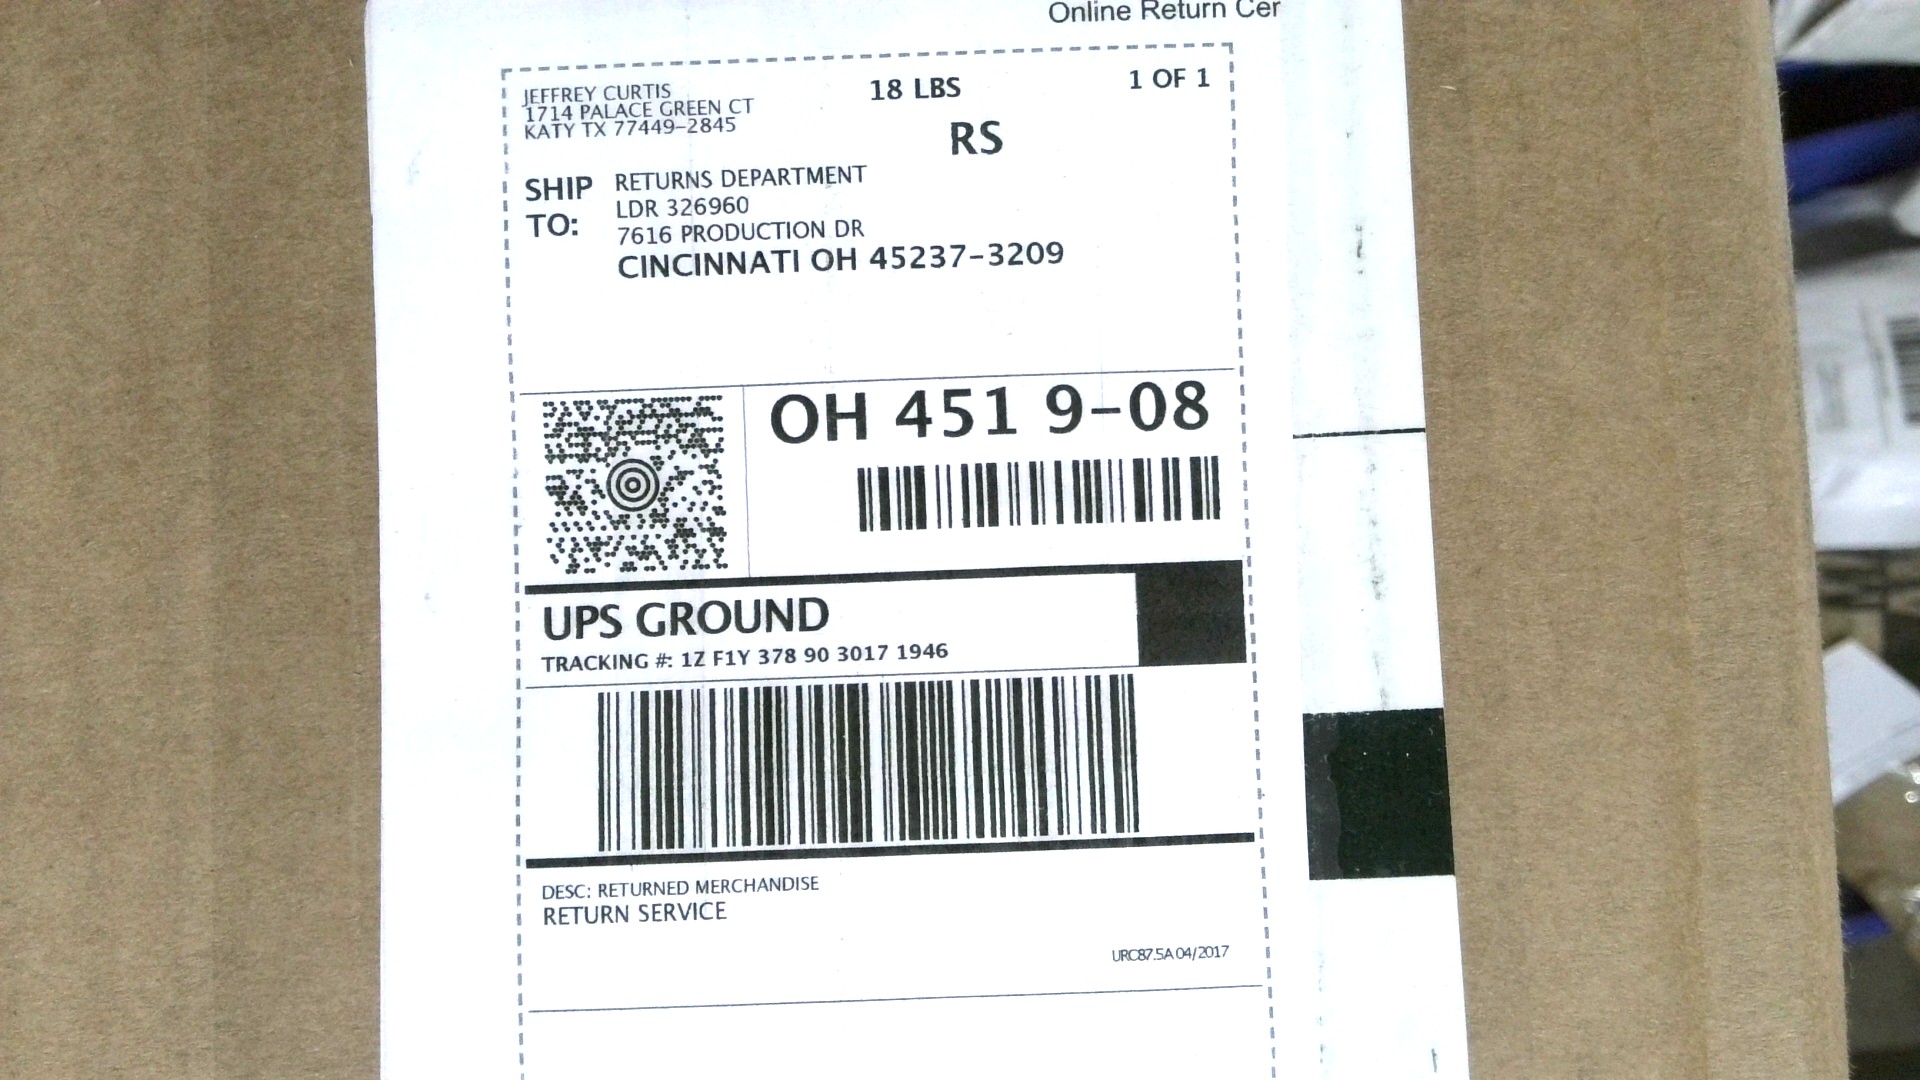 Online Return Cer
JEFFREY CURTIS
1714 PALACE GREEN CT
KATY TX 77449-2845
18 LBS
1 OF 1
RS
SHIP TO:
RETURNS DEPARTMENT
LDR 326960
7616 PRODUCTION DR
CINCINNATI OH 45237-3209
OH 451 9-08
UPS GROUND
TRACKING #: 1Z F1Y 378 90 3017 1946
DESC: RETURNED MERCHANDISE
RETURN SERVICE
URC87.5A 04/2017